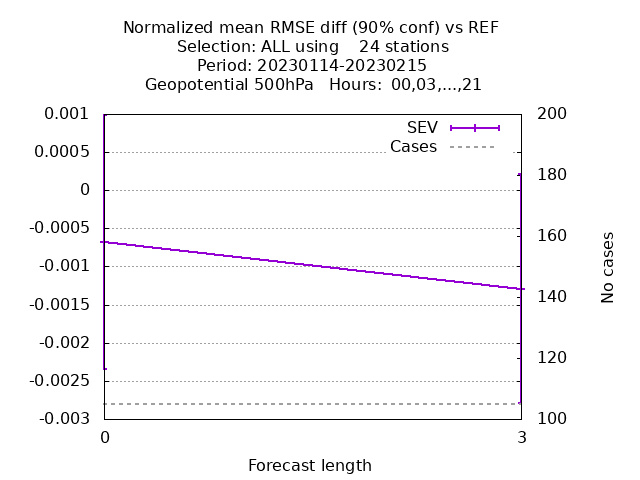 Normalized mean RMSE diff (90% conf) vs REF
Selection: ALL using    24 stations
Period: 20230114-20230215
Geopotential 500hPa   Hours:  00,03,...,21
SEV
Cases
0.001
0.0005
0
-0.0005
-0.001
-0.0015
-0.002
-0.0025
-0.003
200
180
160
140
120
100
No cases
0
3
Forecast length